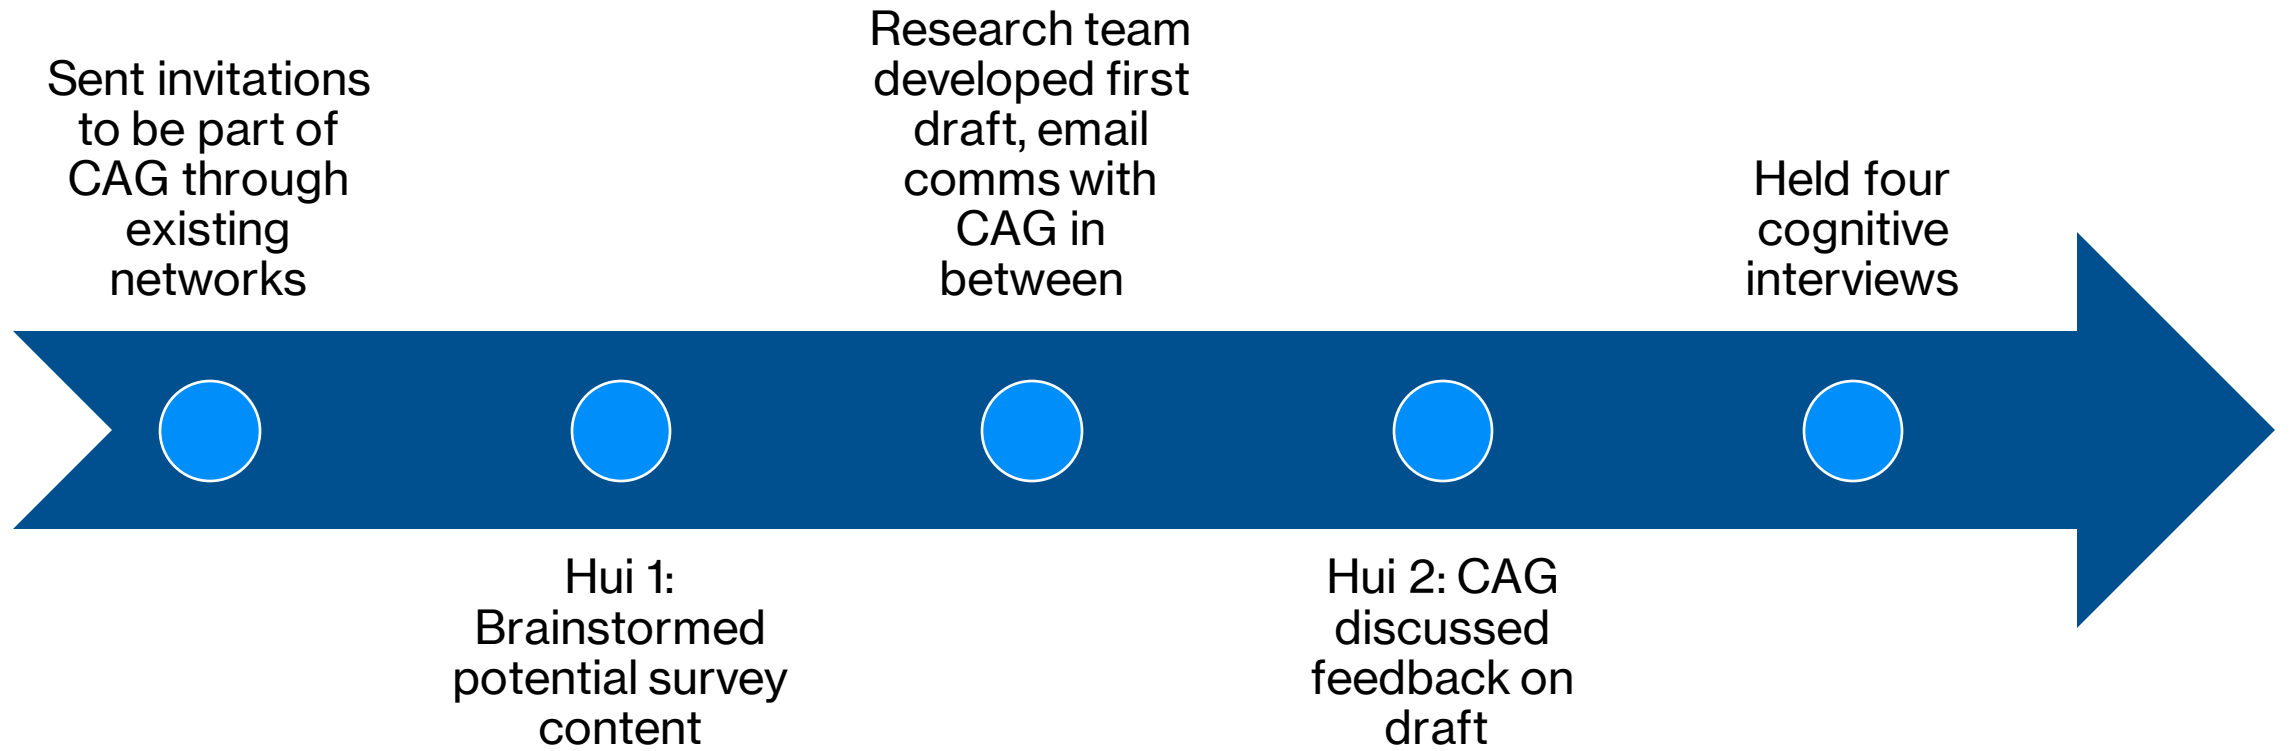 Sent invitations
to be part of
CAG through
existing
networks
Hui 1:
Brainstormed
potential survey
content
Research team
developed first
draft, email
comms with
CAG in
between
Hui 2: CAG
discussed
feedback on
draft
Held four
cognitive
interviews